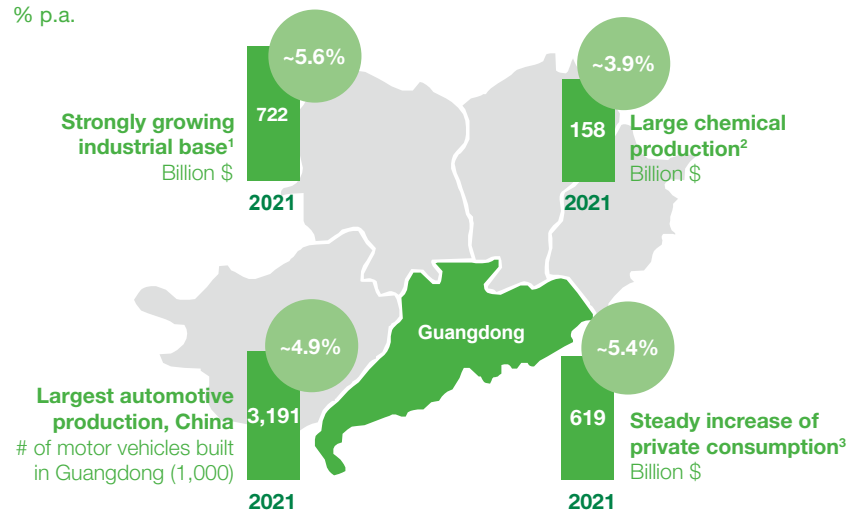 % p.a.
~5.6%
722
Strongly growing
industrial base¹
Billion $
2021
~3.9%
158
Large chemical
production²
Billion $
2021
Guangdong
~4.9%
3,191
Largest automotive
production, China
# of motor vehicles built
in Guangdong (1,000)
2021
~5.4%
619
Steady increase of
private consumption³
Billion $
2021